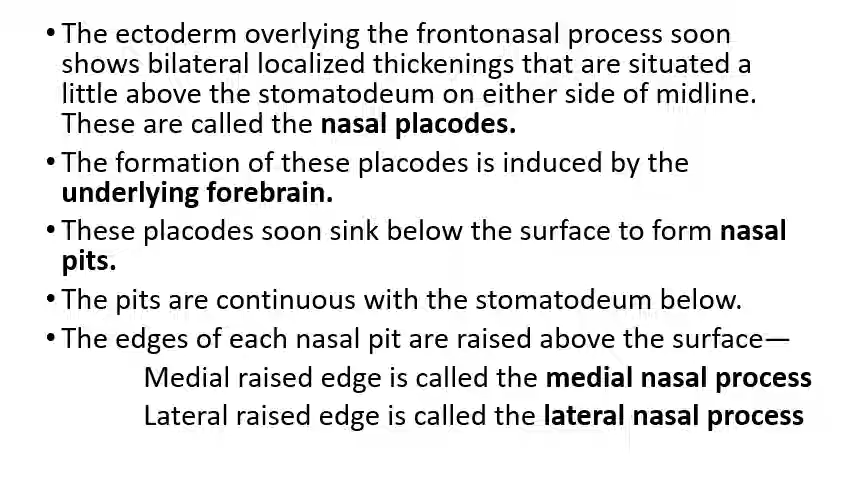 • The ectoderm overlying the frontonasal process soon
shows bilateral localized thickenings that are situated a
little above the stomatodeum on either side of midline.
These are called the nasal placodes.
• The formation of these placodes is induced by the
underlying forebrain.
• These placodes soon sink below the surface to form nasal
pits.
• The pits are continuous with the stomatodeum below.
• The edges of each nasal pit are raised above the surface—
Medial raised edge is called the medial nasal process
Lateral raised edge is called the lateral nasal process